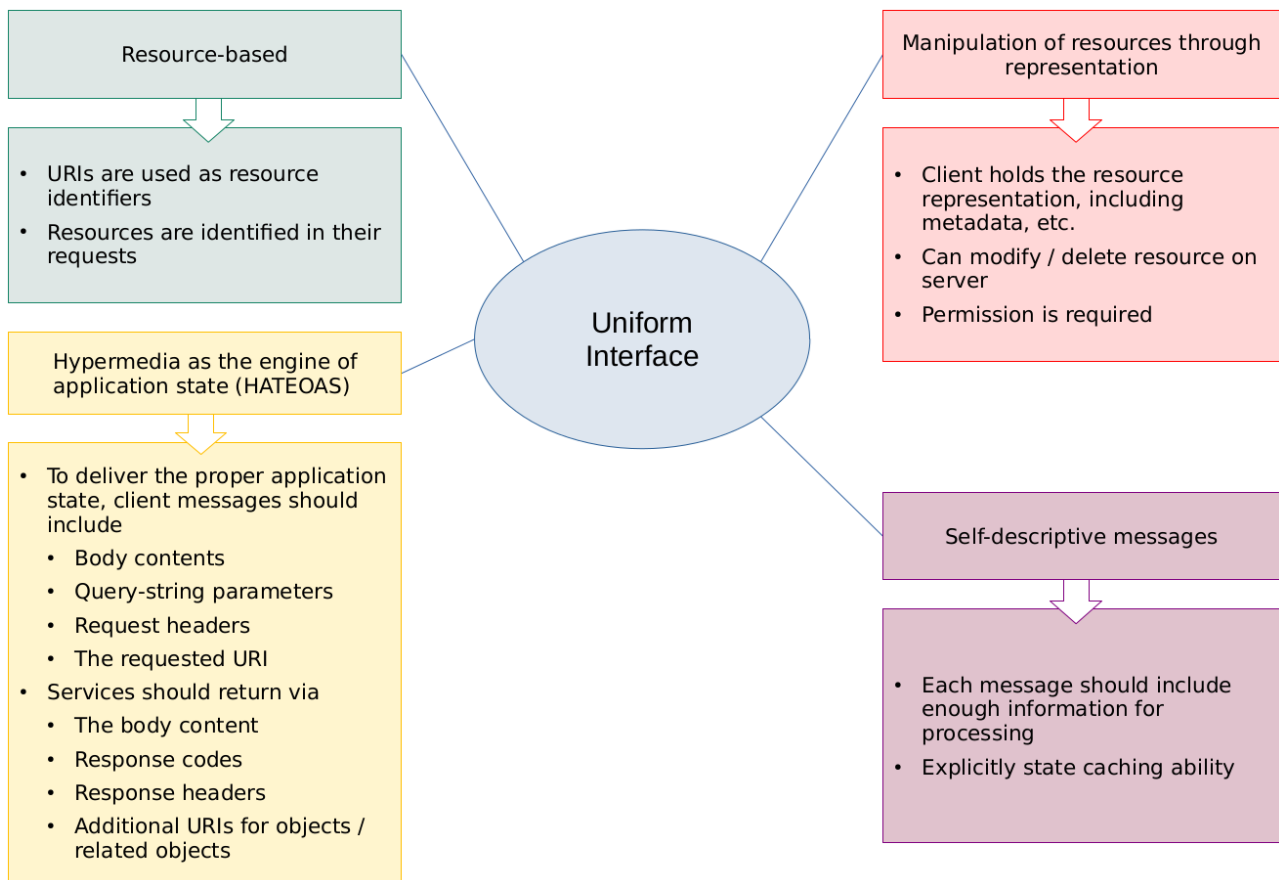 Resource-based
• URIs are used as resource
identifiers
• Resources are identified in their
requests
Hypermedia as the engine of
application state (HATEOAS)
• To deliver the proper application
state, client messages should
include
• Body contents
• Query-string parameters
• Request headers
• The requested URI
• Services should return via
• The body content
• Response codes
• Response headers
• Additional URIs for objects /
related objects
Uniform
Interface
Manipulation of resources through
representation
• Client holds the resource
representation, including
metadata, etc.
• Can modify / delete resource on
server
• Permission is required
Self-descriptive messages
• Each message should include
enough information for
processing
• Explicitly state caching ability